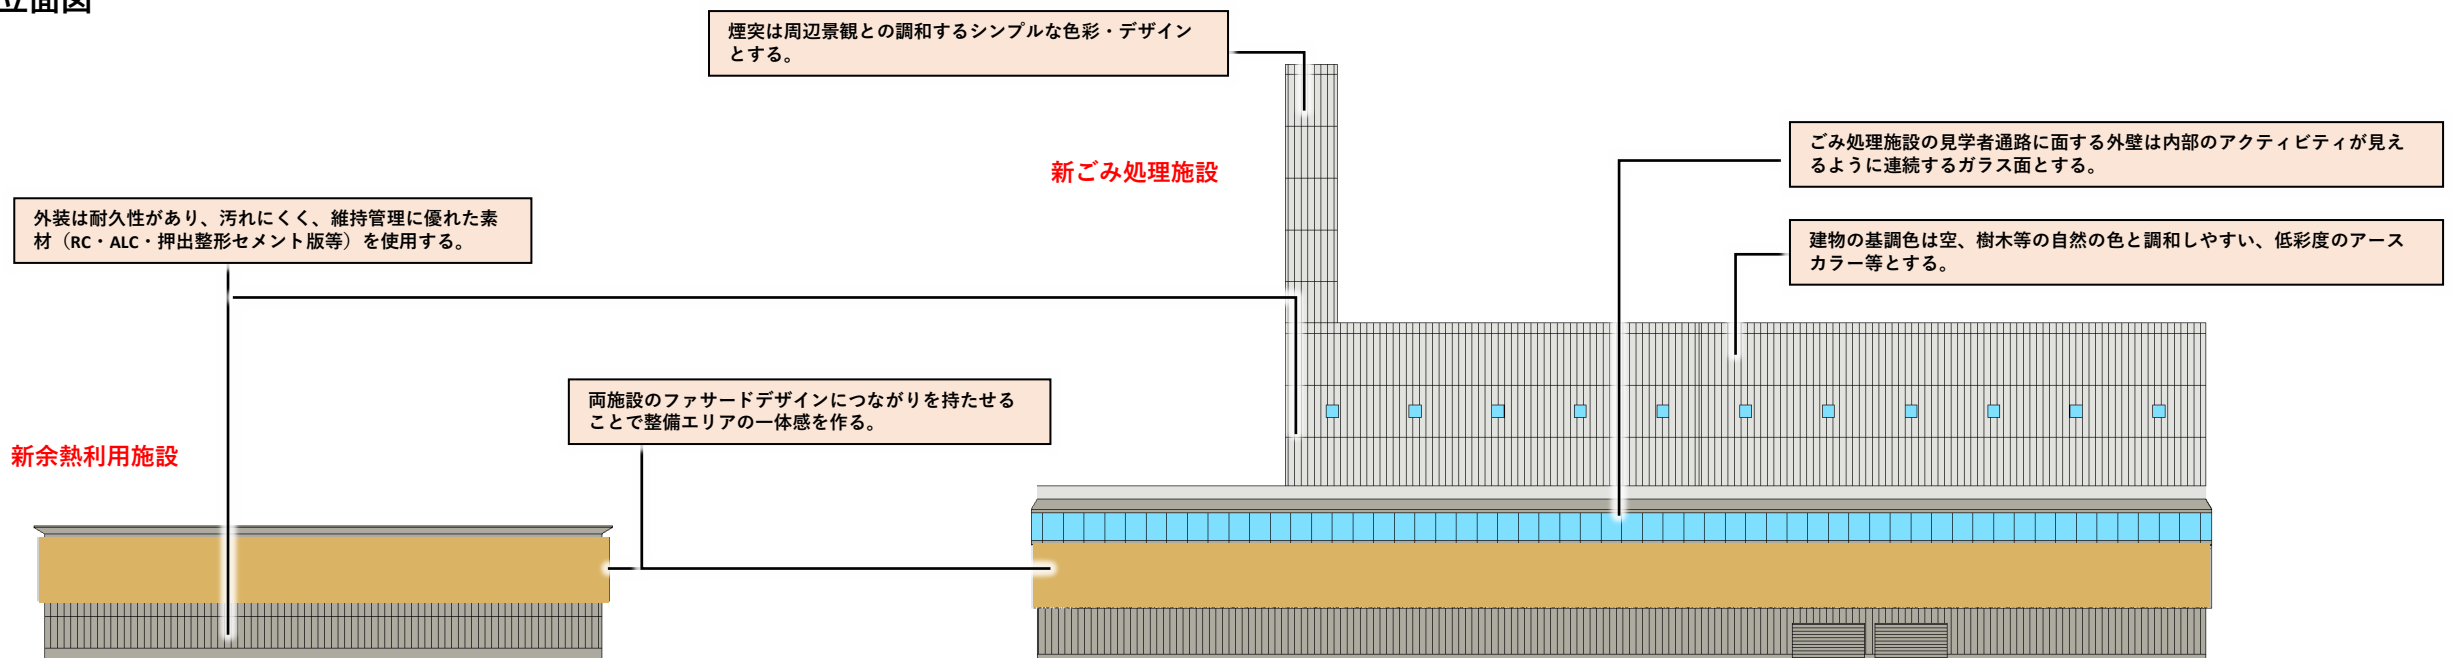 立面図
煙突は周辺景観との調和するシンプルな色彩・デザイン
とする。
新ごみ処理施設
ごみ処理施設の見学者通路に面する外壁は内部のアクティビティが見え
るように連続するガラス面とする。
外装は耐久性があり、汚れにくく、維持管理に優れた素
材（RC・ALC・押出整形セメント版等）を使用する。
建物の基調色は空、樹木等の自然の色と調和しやすい、低彩度のアース
カラー等とする。
両施設のファサードデザインにつながりを持たせる
ことで整備エリアの一体感を作る。
新余熱利用施設